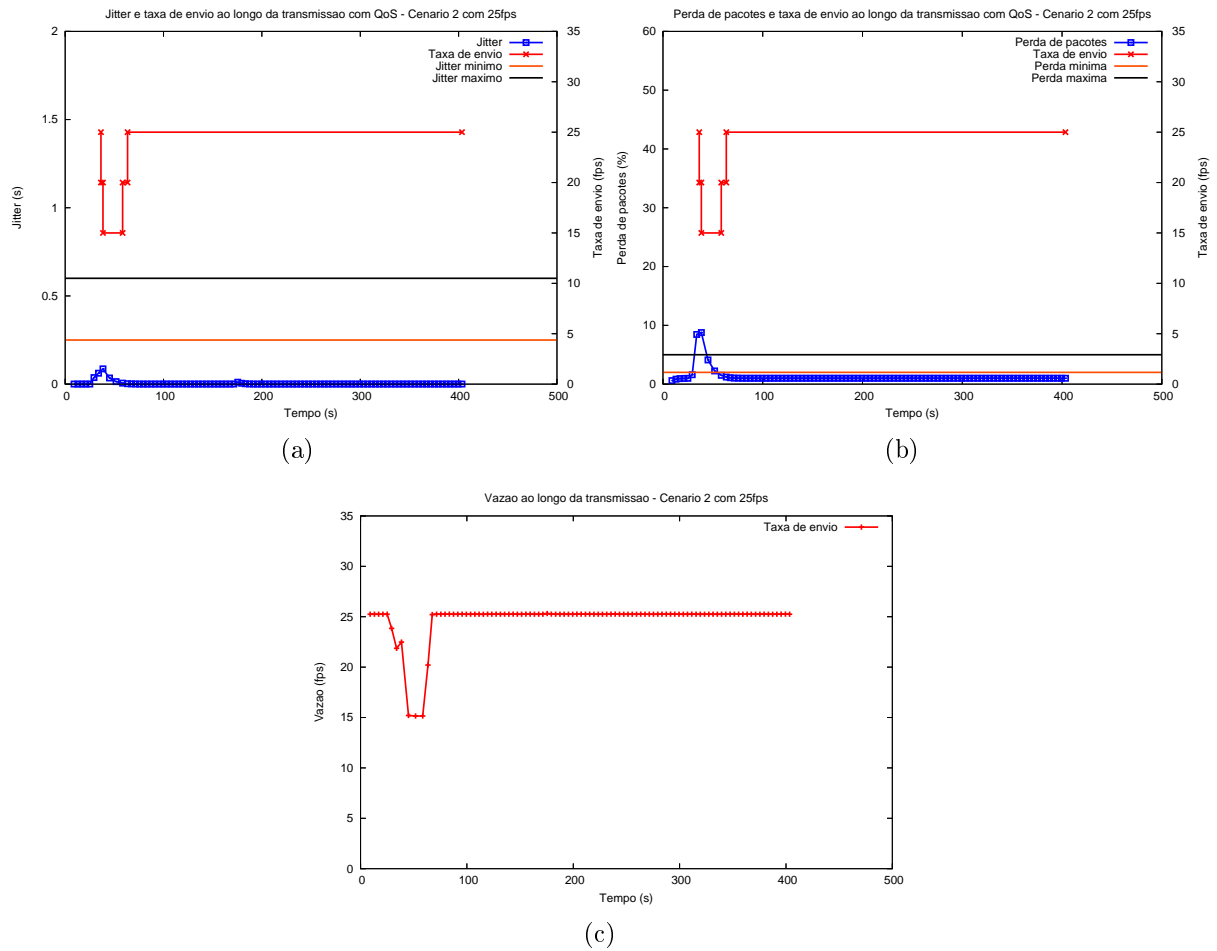 Jitter e taxa de envio ao longo da transmissao com QoS - Cenario 2 com 25fps
Jitter
Taxa de envio
Jitter minimo
Jitter maximo
2
1.5
1
0.5
0
35
30
25
20
15
10
5
0
Jitter (s)
Taxa de envio (fps)
0 100 200 300 400 500
Tempo (s)
(a)
Perda de pacotes e taxa de envio ao longo da transmissao com QoS - Cenario 2 com 25fps
Perda de pacotes
Taxa de envio
Perda minima
Perda maxima
60
50
40
30
20
10
0
35
30
25
20
15
10
5
0
Perda de pacotes (%)
Taxa de envio (fps)
0 100 200 300 400 500
Tempo (s)
(b)
Vazao ao longo da transmissao - Cenario 2 com 25fps
Taxa de envio
35
30
25
20
15
10
5
0
Vazao (fps)
0 100 200 300 400 500
Tempo (s)
(c)